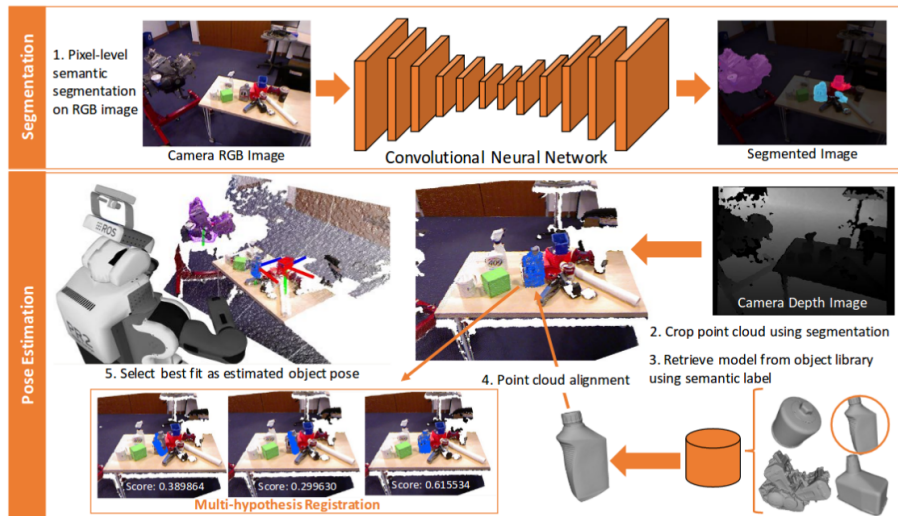 Segmentation
1. Pixel-level
semantic
segmentation
on RGB image
Camera RGB Image
Convolutional Neural Network
Segmented Image
Pose Estimation
ROS
409
Camera Depth Image
2. Crop point cloud using segmentation
3. Retrieve model from object library
using semantic label
4. Point cloud alignment
5. Select best fit as estimated object pose
Score: 0.389864
Score: 0.299630
Score: 0.615534
Multi-hypothesis Registration